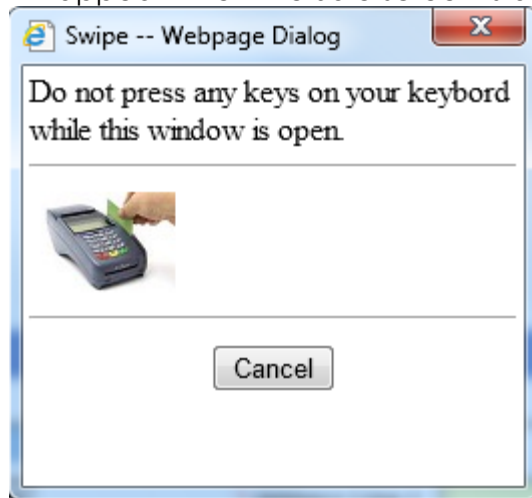 Swipe -- Webpage Dialog
X
Do not press any keys on your keybord
while this window is open.
Cancel